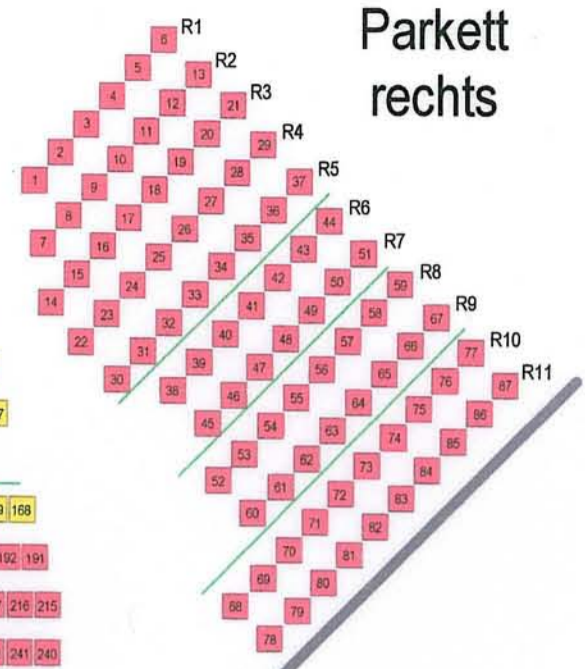 Parkett
rechts
1 2 3 4 5 6 R1
7 8 9 10 11 12 13 R2
14 15 16 17 18 19 20 21 R3
22 23 24 25 26 27 28 29 R4
30 31 32 33 34 35 36 37 R5
38 39 40 41 42 43 44 R6
45 46 47 48 49 50 51 R7
52 53 54 55 56 57 58 59 R8
60 61 62 63 64 65 66 67 R9
68 69 70 71 72 73 74 75 76 77 R10
78 79 80 81 82 83 84 85 86 87 R11
7
9 168
192 191
216 215
241 240